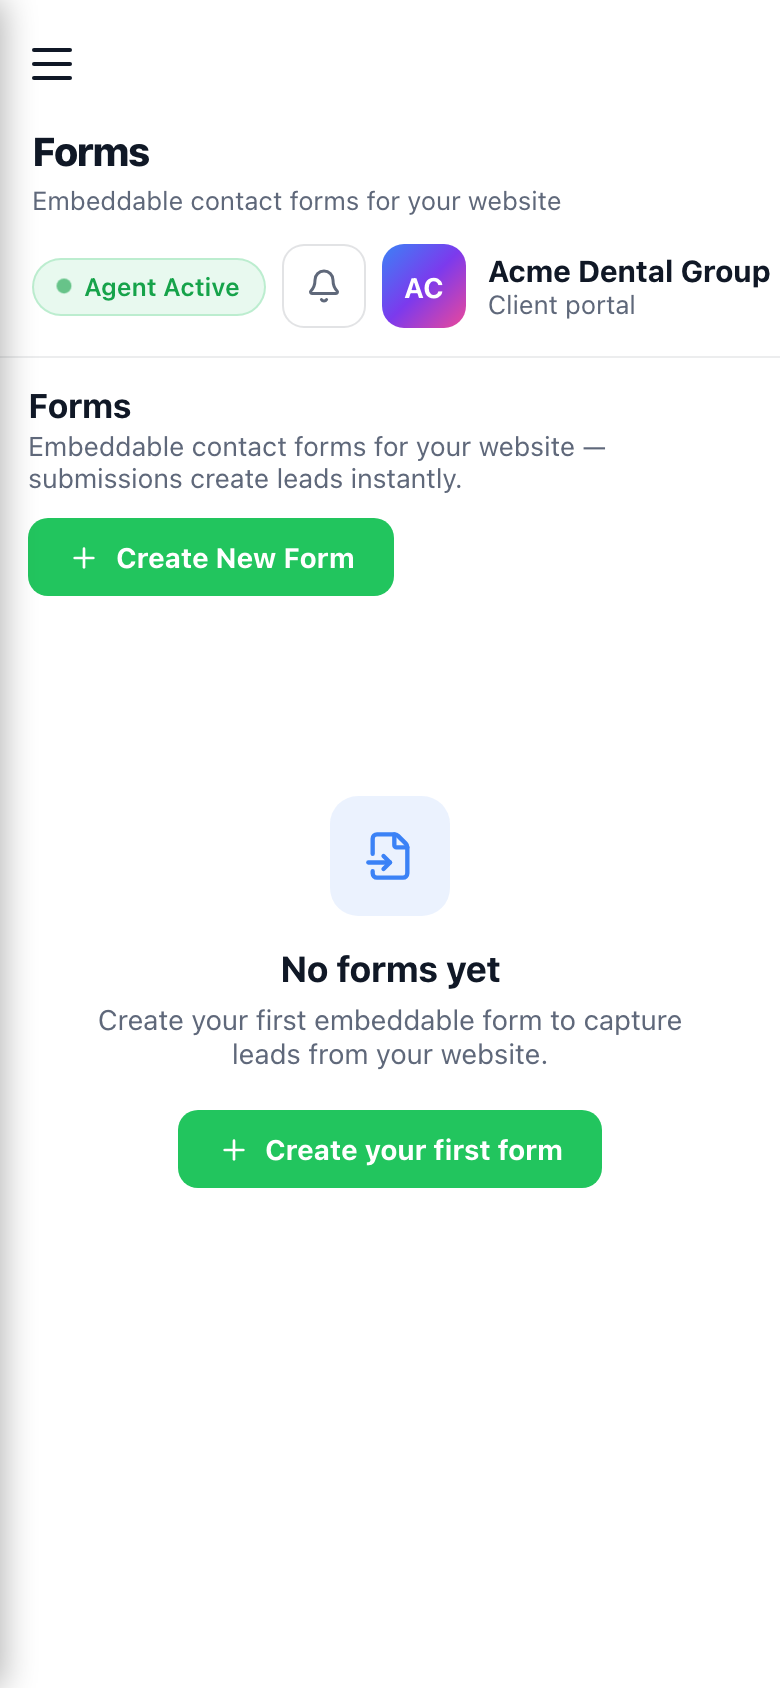 Forms
Embeddable contact forms for your website
Agent Active
AC
Acme Dental Group
Client portal
Forms
Embeddable contact forms for your website —
submissions create leads instantly.
+ Create New Form
No forms yet
Create your first embeddable form to capture
leads from your website.
+ Create your first form